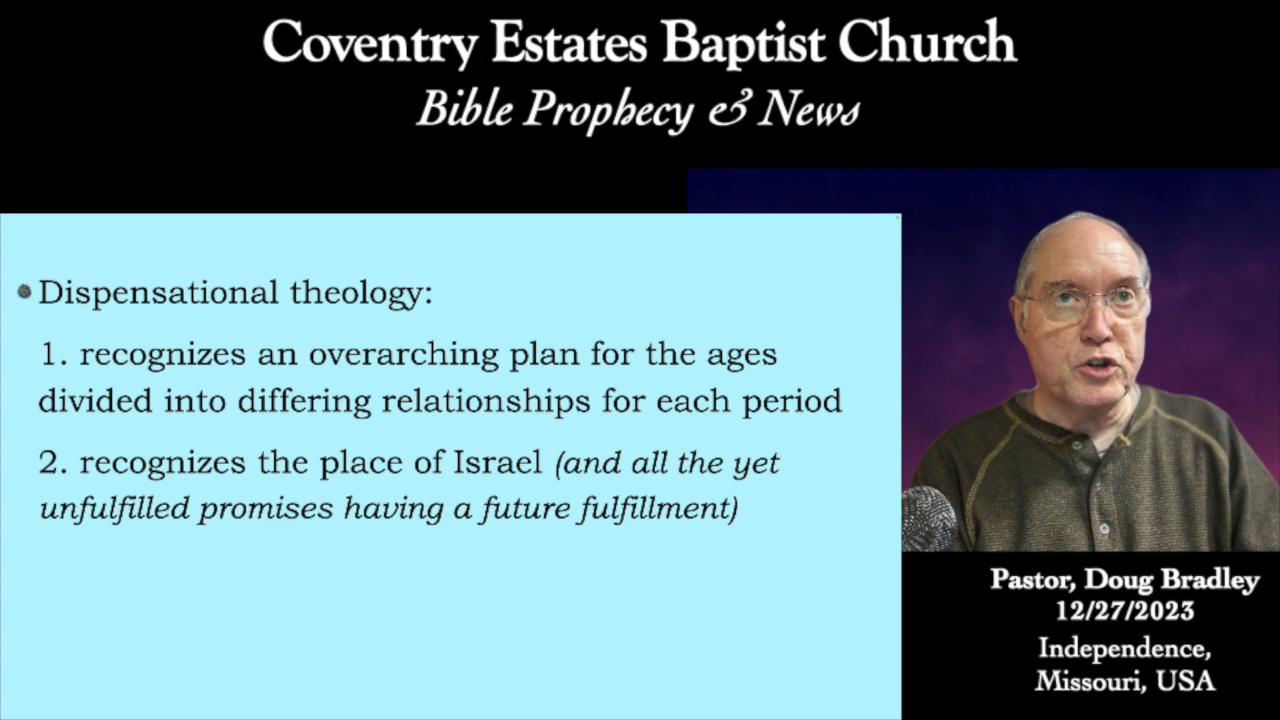 Coventry Estates Baptist Church
Bible Prophecy & News
Dispensational theology:
1. recognizes an overarching plan for the ages
divided into differing relationships for each period
2. recognizes the place of Israel (and all the yet
unfulfilled promises having a future fulfillment)
Pastor, Doug Bradley
12/27/2023
Independence,
Missouri, USA